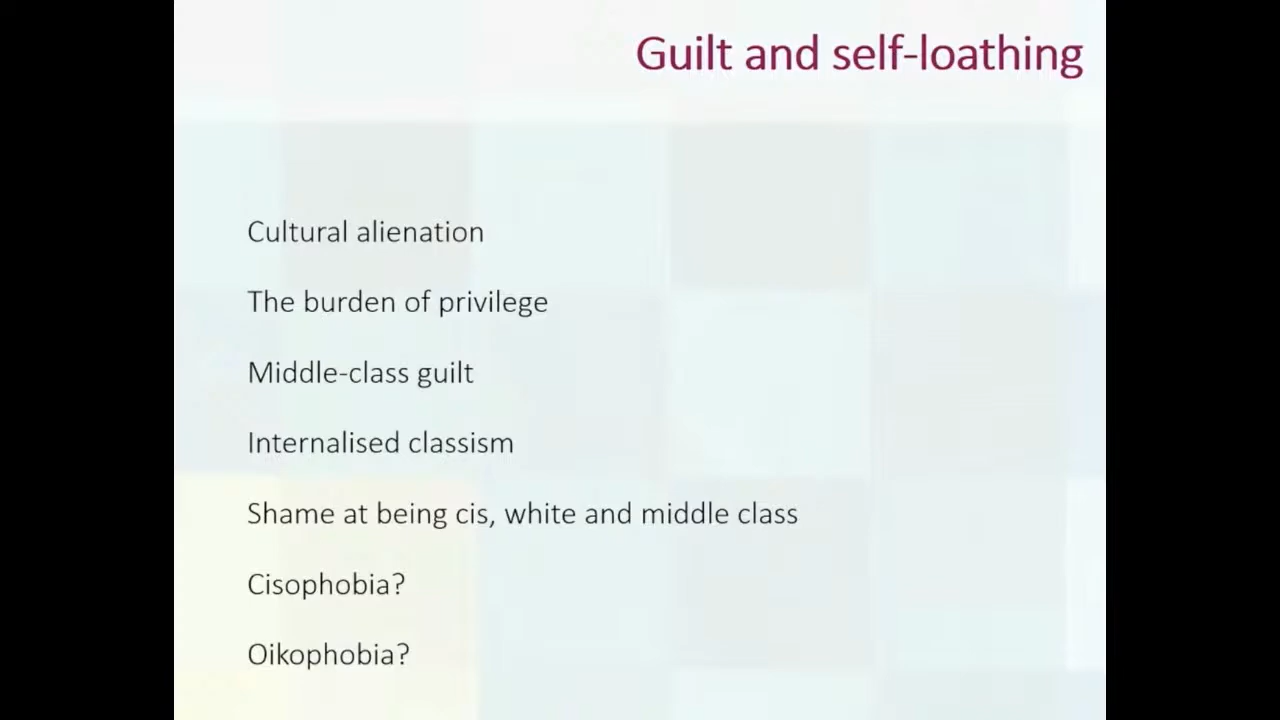 Guilt and self-loathing
Cultural alienation
The burden of privilege
Middle-class guilt
Internalised classism
Shame at being cis, white and middle class
Cisophobia?
Oikophobia?